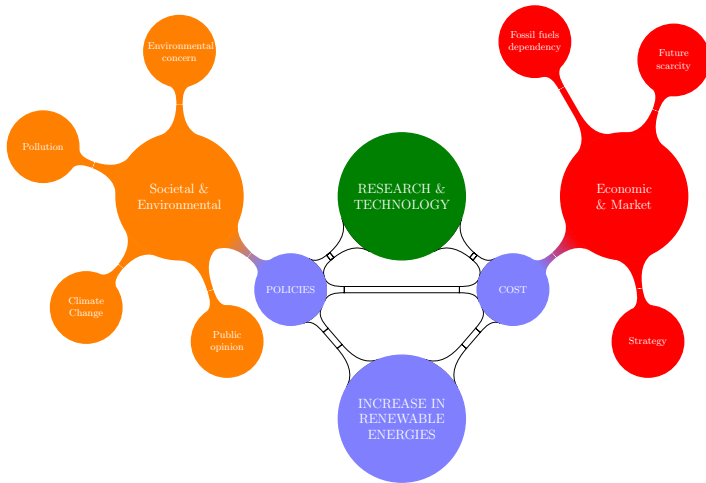 Environmental
concern
Pollution
Societal &
Environmental
Climate
Change
Public
opinion
POLICIES
RESEARCH &
TECHNOLOGY
COST
INCREASE IN
RENEWABLE
ENERGIES
Fossil fuels
dependency
Future
scarcity
Economic
& Market
Strategy